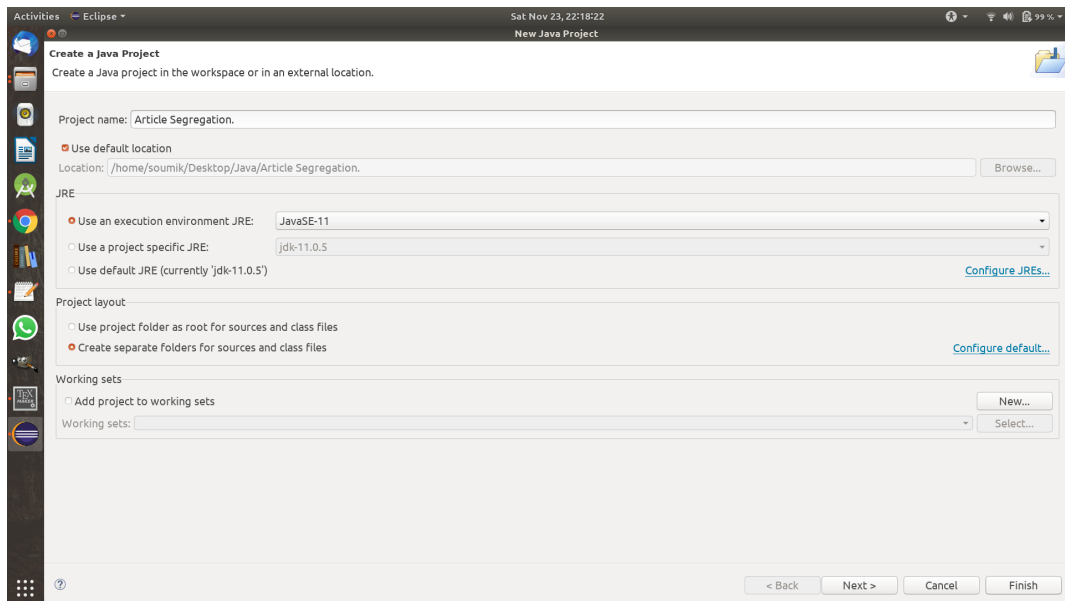 Activities Eclipse Sat Nov 23, 22:18:22 99 %
New Java Project
Create a Java Project
Create a Java project in the workspace or in an external location.
Project name: Article Segregation.
Use default location
Location: /home/soumik/Desktop/Java/Article Segregation. Browse...
JRE
Use an execution environment JRE: JavaSE-11
Use a project specific JRE: jdk-11.0.5
Use default JRE (currently 'jdk-11.0.5') Configure JREs...
Project layout
Use project folder as root for sources and class files
Create separate folders for sources and class files Configure default...
Working sets
Add project to working sets New...
Working sets: Select...
TEX
MAKER
? < Back Next > Cancel Finish